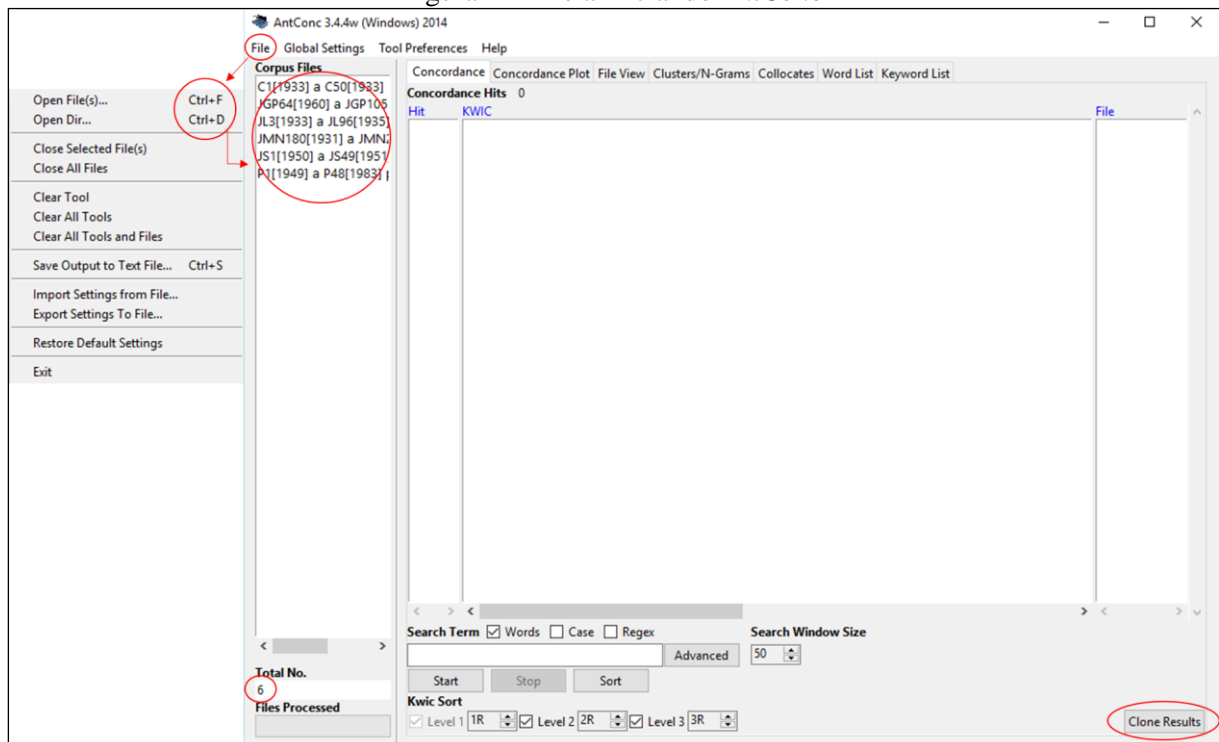 AntConc 3.4.4w (Windows) 2014
File Global Settings Tool Preferences Help
Open File(s)... Ctrl+F
Open Dir... Ctrl+D
Close Selected File(s)
Close All Files
Clear Tool
Clear All Tools
Clear All Tools and Files
Save Output to Text File... Ctrl+S
Import Settings from File...
Export Settings To File...
Restore Default Settings
Exit
Corpus Files
C1[1933] a C50[1933]
JGP64[1960] a JGP105
JL3[1933] a JL96[1935]
JMN180[1931] a
JS1[1950] a JS49[1951
P1[1949] a P48[1983]
Total No.
6
Files Processed
Concordance Concordance Plot File View Clusters/N-Grams Collocates Word List Keyword List
Concordance Hits 0
Hit KWIC File
Search Term Words Case Regex Search Window Size
Advanced 50
Start Stop Sort
Kwic Sort
Level 1 1R Level 2 2R Level 3 3R
Clone Results